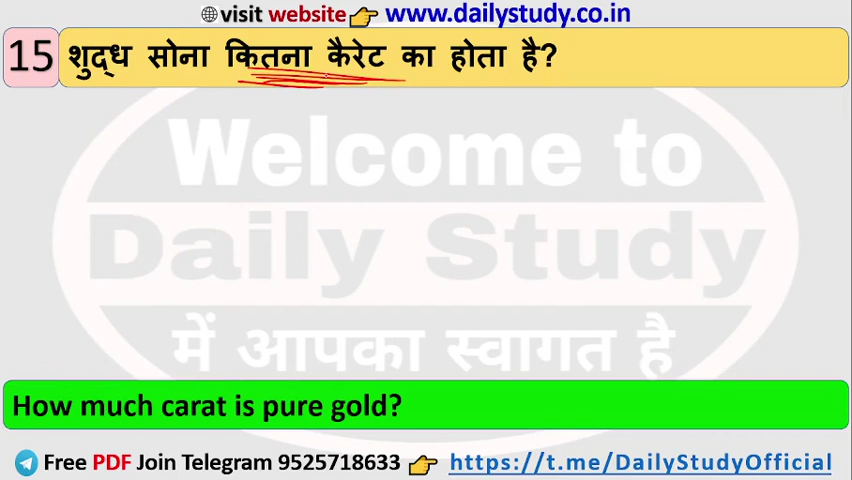 visit website 👉 www.dailystudy.co.in
15 शुद्ध सोना कितना कैरेट का होता है?
Welcome to
Daily Study
में आपका स्वागत है
How much carat is pure gold?
Free PDF Join Telegram 9525718633 👉 https://t.me/DailyStudyOfficial